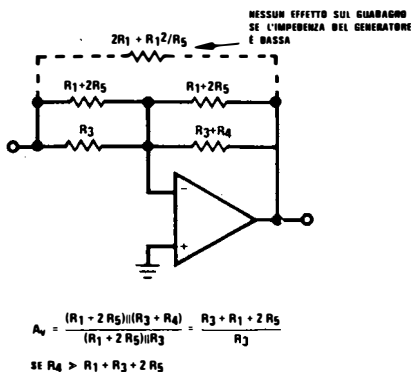 NESSUN EFFETTO SUL GUADAGNO
SE L'IMPEDENZA DEL GENERATORE
È BASSA
2R1 + R1²/R5
R1+2R5
R1+2R5
R3
R3+R4
−
+
Av = (R1 + 2 R5)||(R3 + R4) / (R1 + 2 R5)||R3 = R3 + R1 + 2 R5 / R3
SE R4 > R1 + R3 + 2 R5